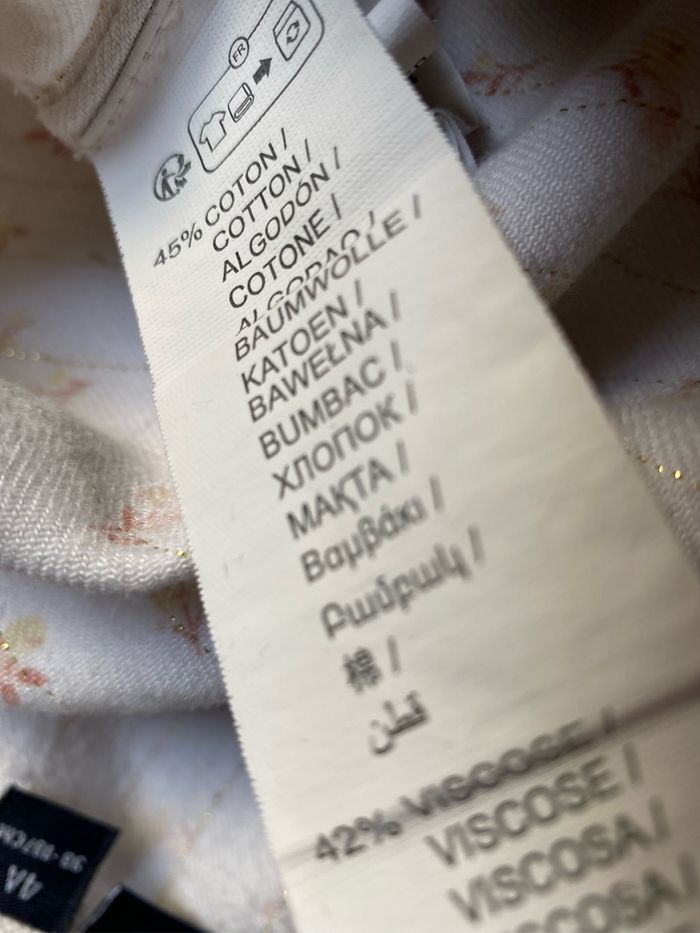 FR
45% COTON /
COTTON /
ALGODÓN /
COTONE /
ALGODAO /
BAUMWOLLE /
KATOEN /
BAWEŁNA /
BUMBAC /
ХЛОПОК /
МАҚТА /
Βαμβάκι /
Բամբակ /
棉 /
قطن
42% VISCOSE /
VISCOSE /
VISCOSA /
VISCOSA /
4A